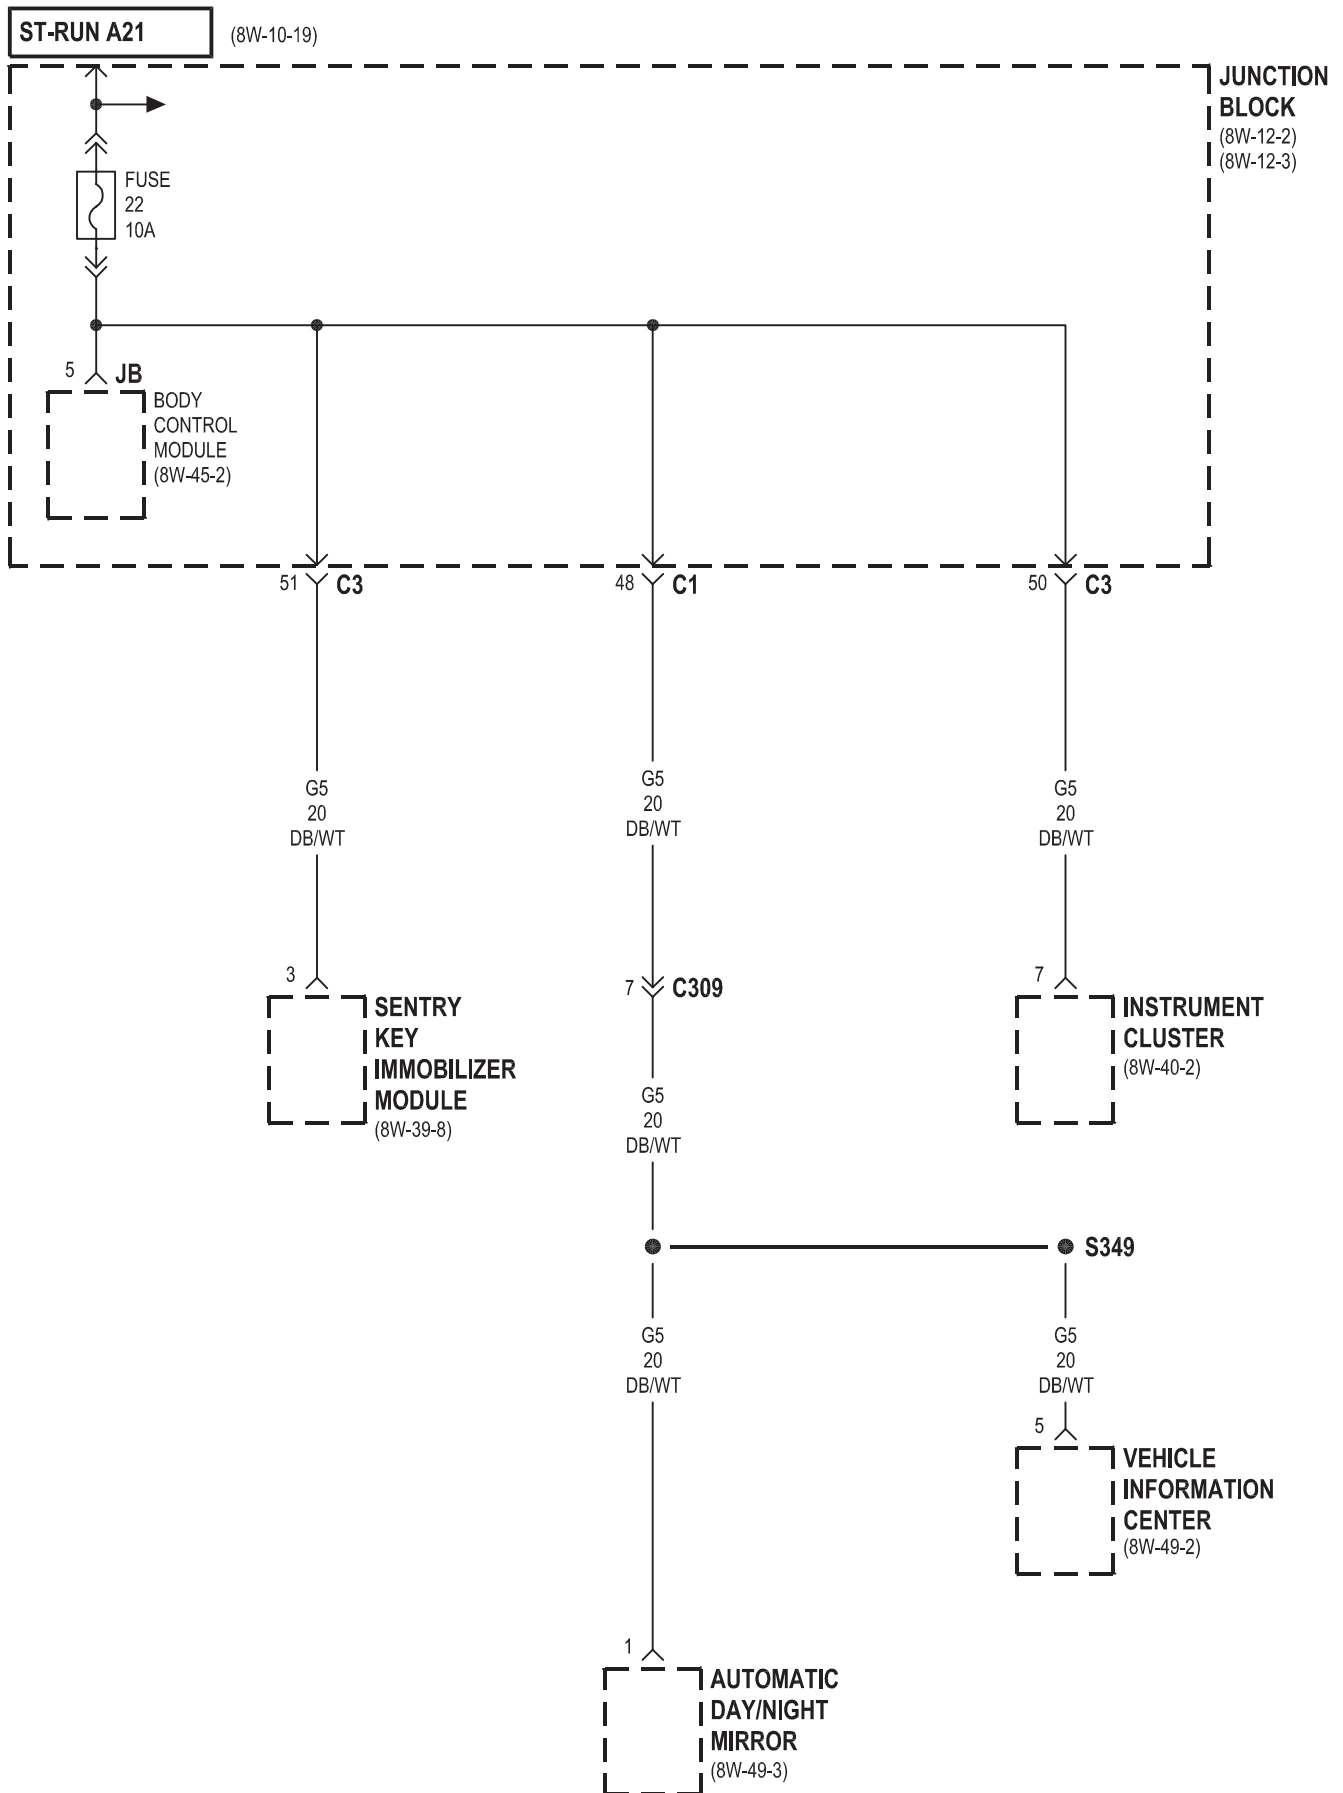 ST-RUN A21
(8W-10-19)
JUNCTION
BLOCK
(8W-12-2)
(8W-12-3)
FUSE
22
10A
5
JB
BODY
CONTROL
MODULE
(8W-45-2)
51
C3
48
C1
50
C3
G5
20
DB/WT
G5
20
DB/WT
G5
20
DB/WT
3
SENTRY
KEY
IMMOBILIZER
MODULE
(8W-39-8)
7
C309
7
INSTRUMENT
CLUSTER
(8W-40-2)
G5
20
DB/WT
S349
G5
20
DB/WT
G5
20
DB/WT
5
VEHICLE
INFORMATION
CENTER
(8W-49-2)
1
AUTOMATIC
DAY/NIGHT
MIRROR
(8W-49-3)